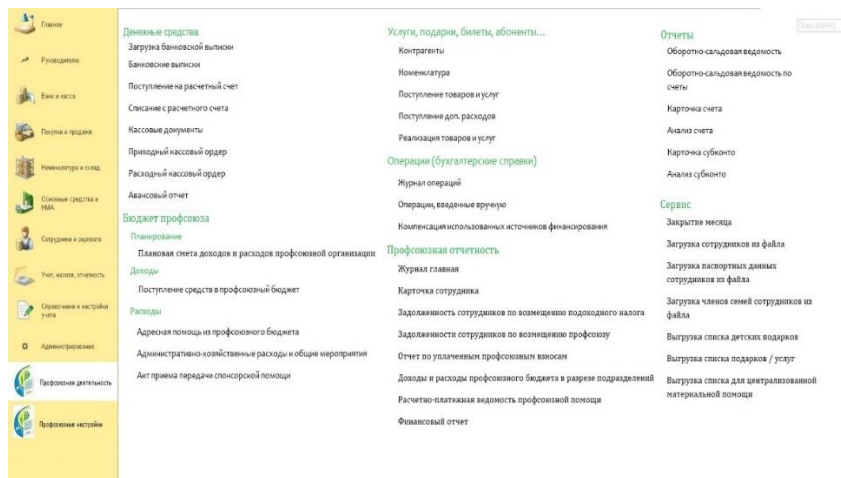 Главное
Руководителю
Банк и касса
Покупки и продажи
Номенклатура и склад
Основные средства и
НМА
Сотрудники и зарплата
Учет, налоги, отчетность
Справочники и настройки
учета
Администрирование
Профсоюзная деятельность
Профсоюзные настройки
Денежные средства
Загрузка банковской выписки
Банковские выписки
Поступление на расчетный счет
Списание с расчетного счета
Кассовые документы
Приходный кассовый ордер
Расходный кассовый ордер
Авансовый отчет
Бюджет профсоюза
Планирование
Плановая смета доходов и расходов профсоюзной организации
Доходы
Поступление средств в профсоюзный бюджет
Расходы
Адресная помощь из профсоюзного бюджета
Административно-хозяйственные расходы и общие мероприятия
Акт приема передачи спонсорской помощи
Услуги, подарки, билеты, абоненты...
Контрагенты
Номенклатура
Поступление товаров и услуг
Поступление доп. расходов
Реализация товаров и услуг
Операции (бухгалтерские справки)
Журнал операций
Операции, введенные вручную
Компенсация использованных источников финансирования
Профсоюзная отчетность
Журнал главная
Карточка сотрудника
Задолженность сотрудников по возмещению подоходного налога
Задолженности сотрудников по возмещению профсоюзу
Отчет по уплаченным профсоюзным взносам
Доходы и расходы профсоюзного бюджета в разрезе подразделений
Расчетно-платежная ведомость профсоюзной помощи
Финансовый отчет
Поиск (Ctrl+F)
Отчеты
Оборотно-сальдовая ведомость
Оборотно-сальдовая ведомость по
счеты
Карточка счета
Анализ счета
Карточка субконто
Анализ субконто
Сервис
Закрытие месяца
Загрузка сотрудников из файла
Загрузка паспортных данных
сотрудников из файла
Загрузка членов семей сотрудников из
файла
Выгрузка списка детских подарков
Выгрузка списка подарков / услуг
Выгрузка списка для централизованной
материальной помощи